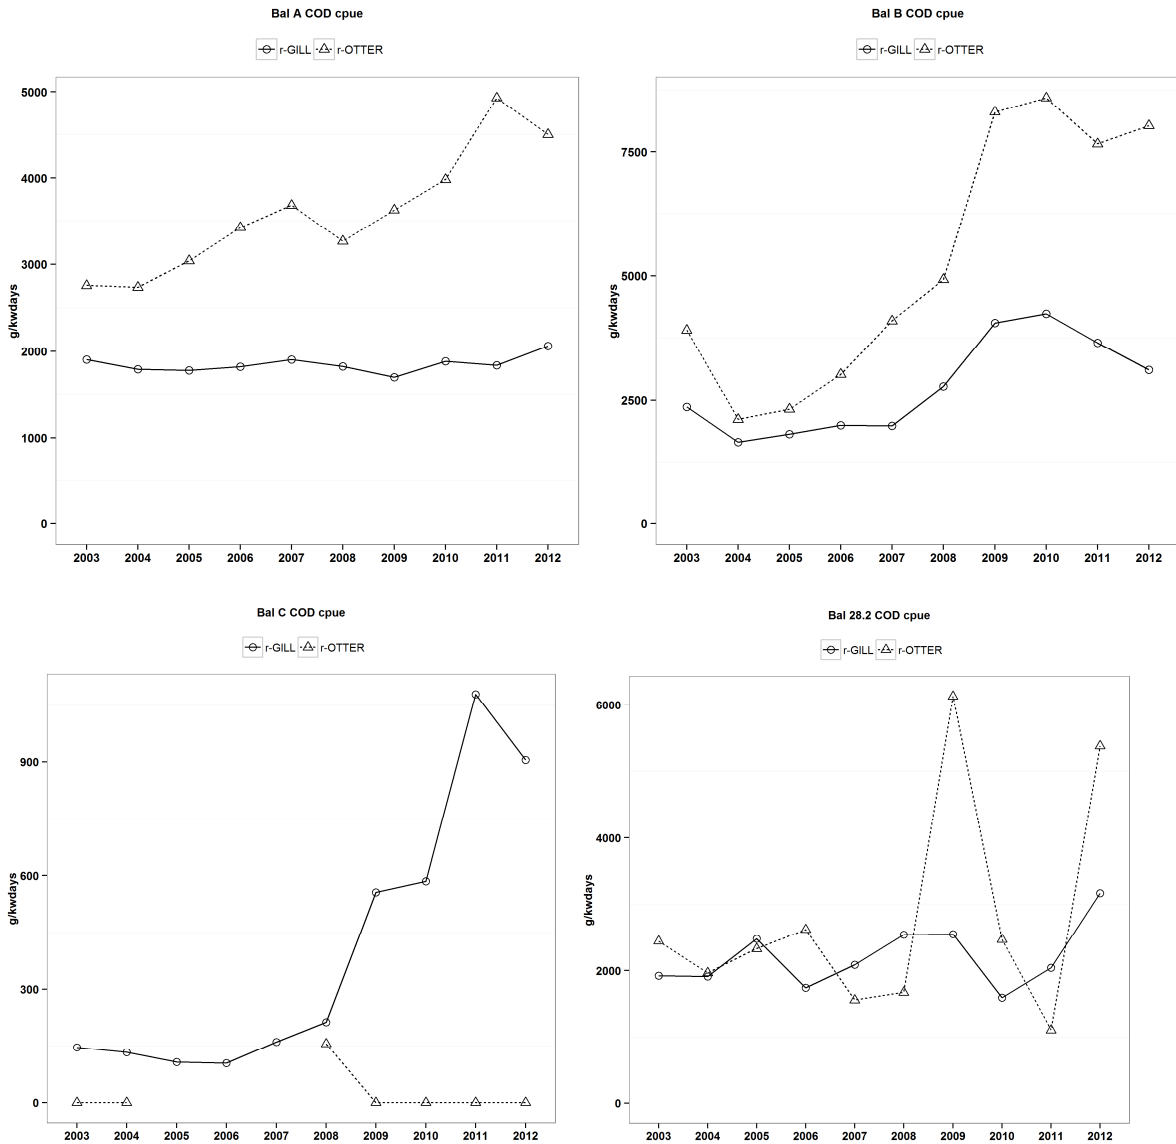 Bal A COD cpue
r-GILL r-OTTER
g/kwdays
5000
4000
3000
2000
1000
0
2003 2004 2005 2006 2007 2008 2009 2010 2011 2012
Bal B COD cpue
r-GILL r-OTTER
g/kwdays
7500
5000
2500
0
2003 2004 2005 2006 2007 2008 2009 2010 2011 2012
Bal C COD cpue
r-GILL r-OTTER
g/kwdays
900
600
300
0
2003 2004 2005 2006 2007 2008 2009 2010 2011 2012
Bal 28.2 COD cpue
r-GILL r-OTTER
g/kwdays
6000
4000
2000
0
2003 2004 2005 2006 2007 2008 2009 2010 2011 2012